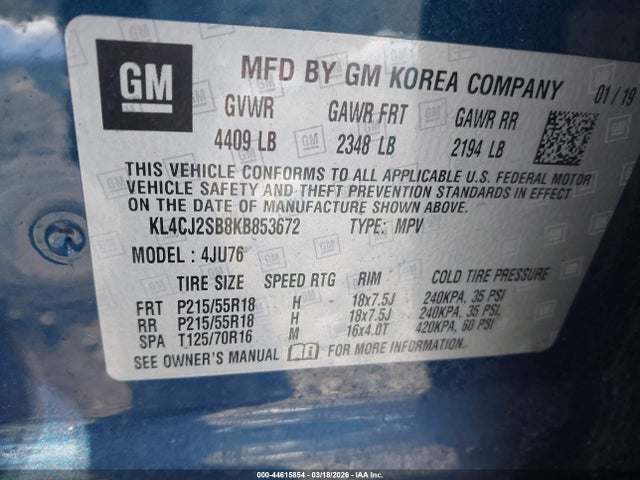 GM
MFD BY GM KOREA COMPANY 01/19
GVWR GAWR FRT GAWR RR
4409 LB 2348 LB 2194 LB
THIS VEHICLE CONFORMS TO ALL APPLICABLE U.S. FEDERAL MOTOR
VEHICLE SAFETY AND THEFT PREVENTION STANDARDS IN EFFECT
ON THE DATE OF MANUFACTURE SHOWN ABOVE.
KL4CJ2SB8KB853672 TYPE: MPV
MODEL : 4JU76
TIRE SIZE SPEED RTG RIM COLD TIRE PRESSURE
FRT P215/55R18 H 18x7.5J 240KPA, 35 PSI
RR P215/55R18 H 18x7.5J 240KPA, 35 PSI
SPA T125/70R16 M 16x4.0T 420KPA, 60 PSI
SEE OWNER'S MANUAL FOR MORE INFORMATION.
000-44615854 | 03/18/2026 | IAA Inc.